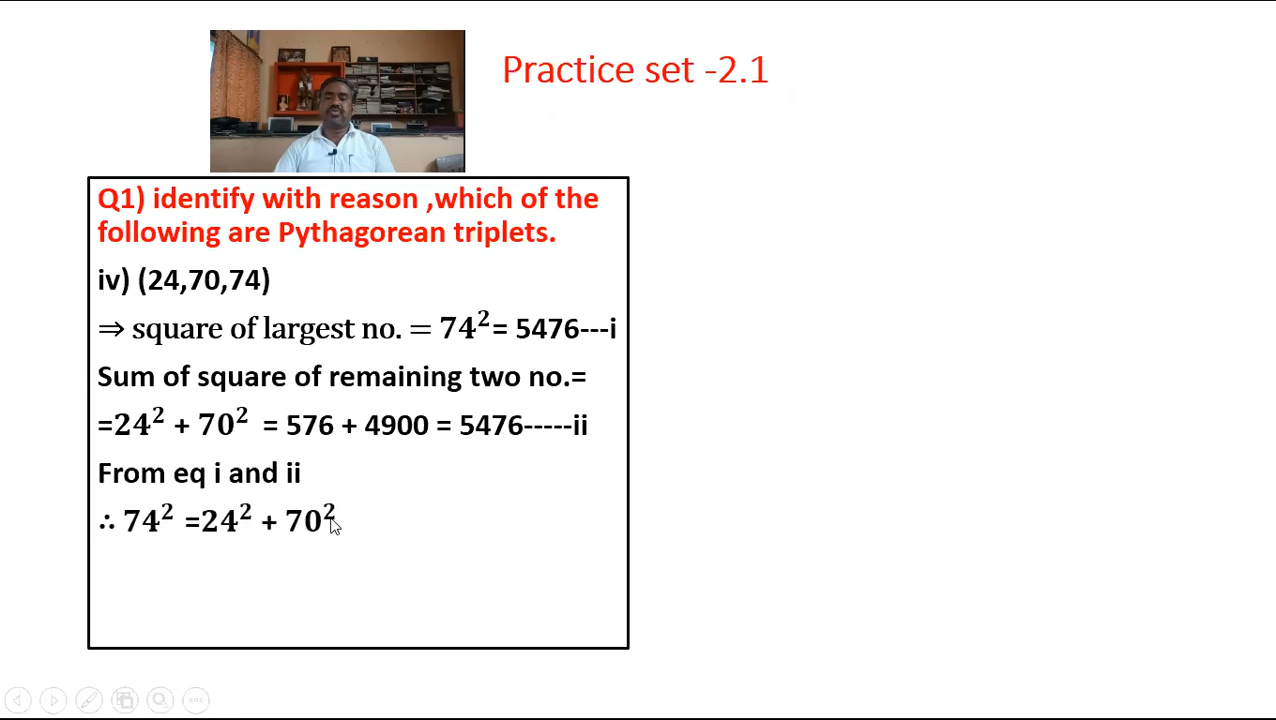 Practice set -2.1
Q1) identify with reason ,which of the
following are Pythagorean triplets.
iv) (24,70,74)
⇒ square of largest no. = 74²= 5476---i
Sum of square of remaining two no.=
=24² + 70² = 576 + 4900 = 5476-----ii
From eq i and ii
∴ 74² =24² + 70²